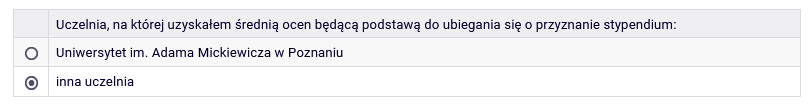 Uczelnia, na której uzyskałem średnią ocen będącą podstawą do ubiegania się o przyznanie stypendium:
Uniwersytet im. Adama Mickiewicza w Poznaniu
inna uczelnia